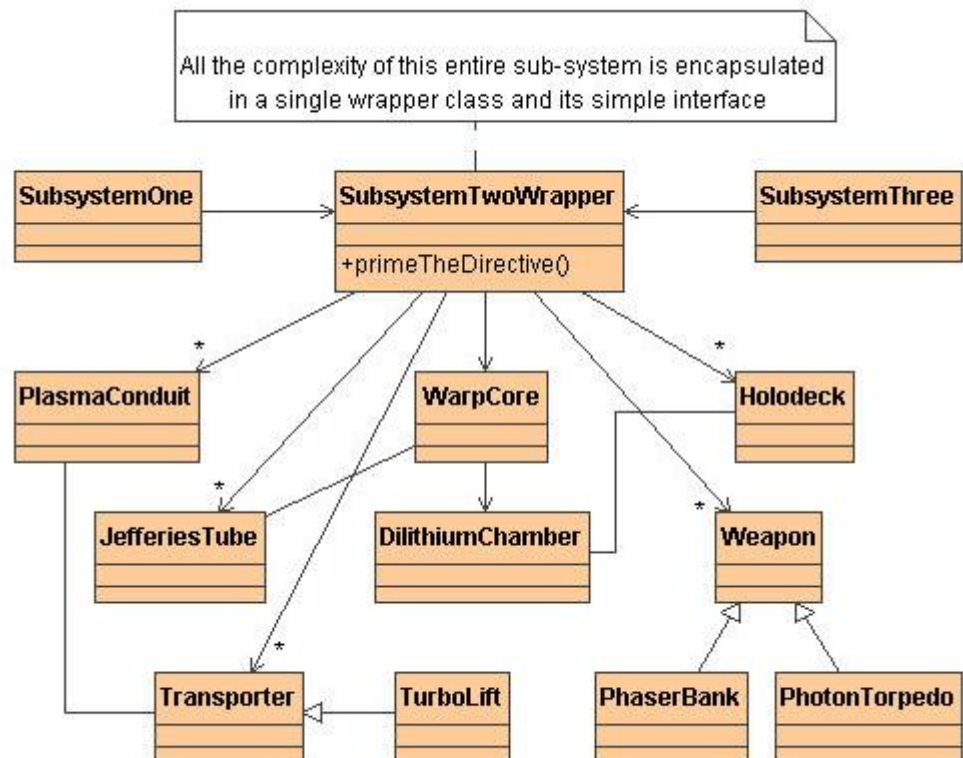 All the complexity of this entire sub-system is encapsulated
in a single wrapper class and its simple interface
SubsystemOne
SubsystemTwoWrapper
SubsystemThree
+primeTheDirective()
*
*
PlasmaConduit
WarpCore
Holodeck
*
*
JefferiesTube
DilithiumChamber
Weapon
*
Transporter
TurboLift
PhaserBank
PhotonTorpedo